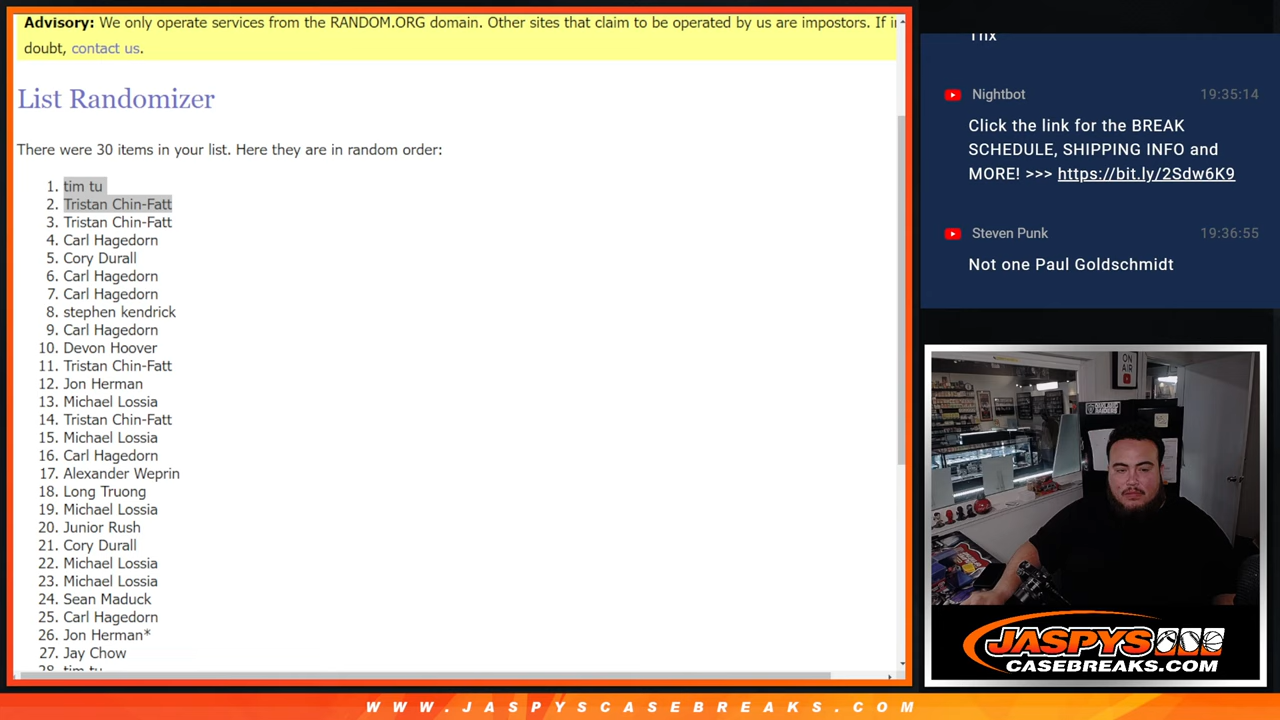 Advisory: We only operate services from the RANDOM.ORG domain. Other sites that claim to be operated by us are impostors. If in
doubt, contact us.
List Randomizer
There were 30 items in your list. Here they are in random order:
1. tim tu
2. Tristan Chin-Fatt
3. Tristan Chin-Fatt
4. Carl Hagedorn
5. Cory Durall
6. Carl Hagedorn
7. Carl Hagedorn
8. stephen kendrick
9. Carl Hagedorn
10. Devon Hoover
11. Tristan Chin-Fatt
12. Jon Herman
13. Michael Lossia
14. Tristan Chin-Fatt
15. Michael Lossia
16. Carl Hagedorn
17. Alexander Weprin
18. Long Truong
19. Michael Lossia
20. Junior Rush
21. Cory Durall
22. Michael Lossia
23. Michael Lossia
24. Sean Maduck
25. Carl Hagedorn
26. Jon Herman*
27. Jay Chow
28. tim tu
Thx
Nightbot 19:35:14
Click the link for the BREAK
SCHEDULE, SHIPPING INFO and
MORE! >>> https://bit.ly/2Sdw6K9
Steven Punk 19:36:55
Not one Paul Goldschmidt
ON
AIR
JASPYS
CASEBREAKS.COM
WWW.JASPYSCASEBREAKS.COM